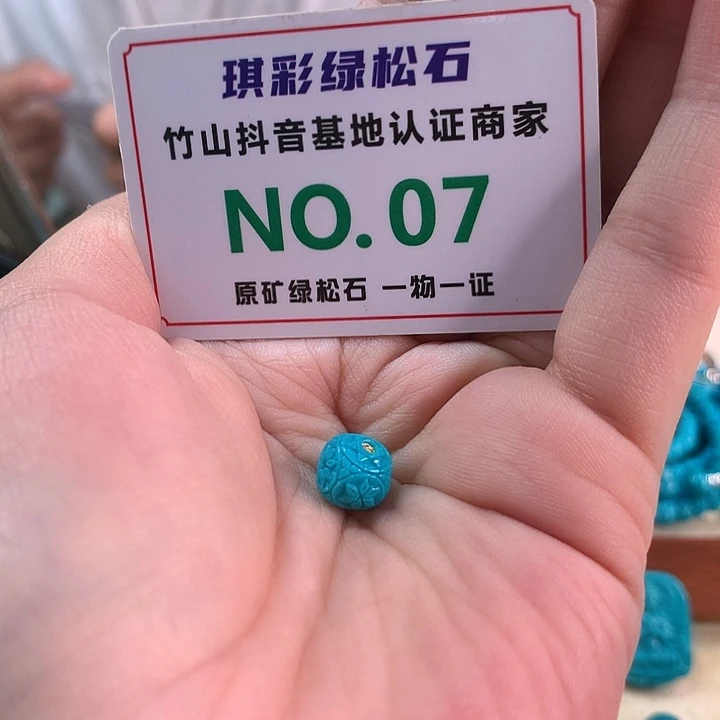 琪彩绿松石
竹山抖音基地认证商家
NO.07
原矿绿松石 一物一证